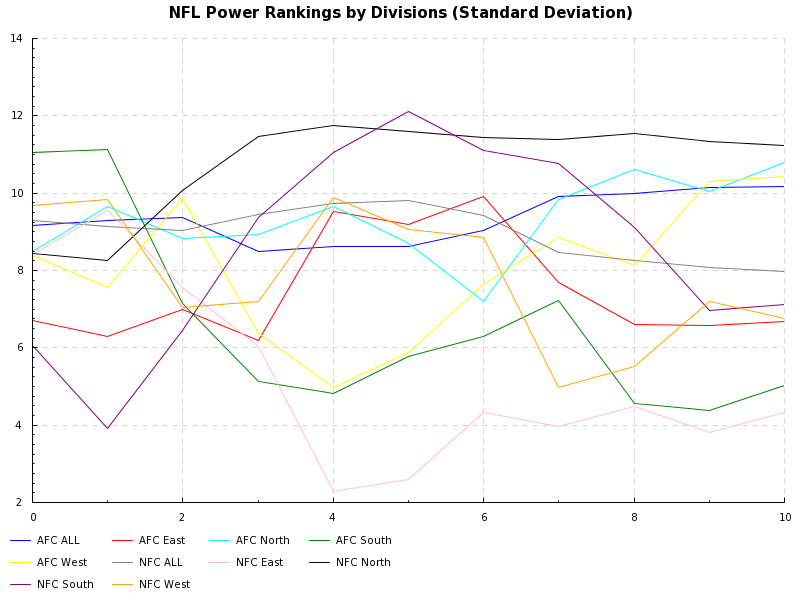 NFL Power Rankings by Divisions (Standard Deviation)
14
12
10
8
6
4
2
0 2 4 6 8 10
AFC ALL AFC East AFC North AFC South
AFC West NFC ALL NFC East NFC North
NFC South NFC West